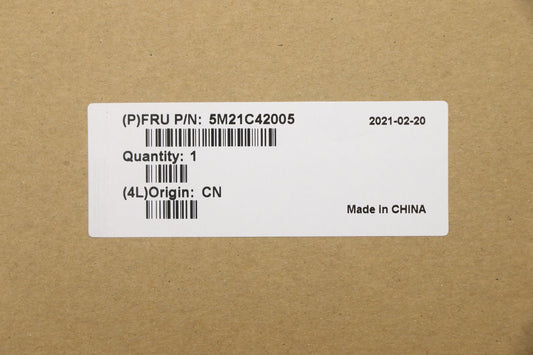 (P)FRU P/N: 5M21C42005
2021-02-20
Quantity: 1
(4L)Origin: CN
Made in CHINA